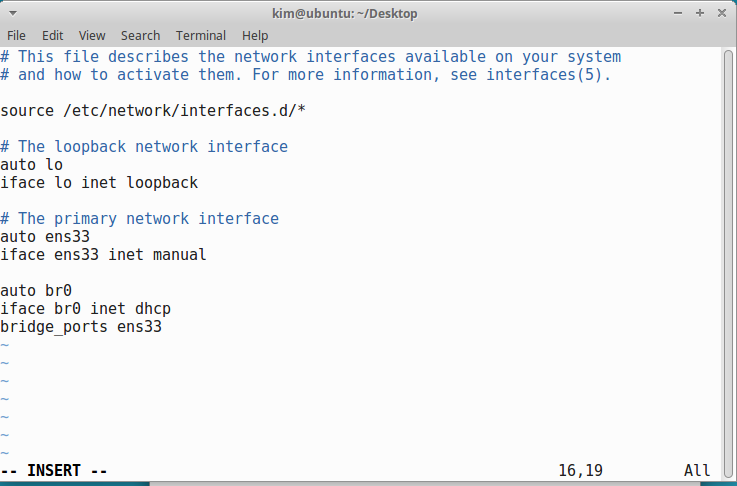 kim@ubuntu: ~/Desktop
File Edit View Search Terminal Help
# This file describes the network interfaces available on your system
# and how to activate them. For more information, see interfaces(5).
source /etc/network/interfaces.d/*
# The loopback network interface
auto lo
iface lo inet loopback
# The primary network interface
auto ens33
iface ens33 inet manual
auto br0
iface br0 inet dhcp
bridge_ports ens33
~
~
~
~
~
~
~
-- INSERT -- 16,19 All